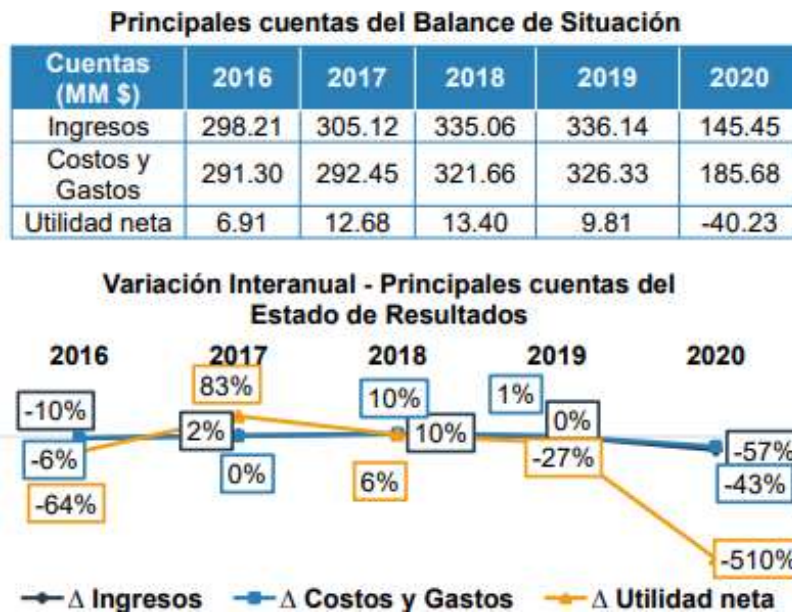 Principales cuentas del Balance de Situación
Cuentas (MM $) 2016 2017 2018 2019 2020
Ingresos 298.21 305.12 335.06 336.14 145.45
Costos y Gastos 291.30 292.45 321.66 326.33 185.68
Utilidad neta 6.91 12.68 13.40 9.81 -40.23
Variación Interanual - Principales cuentas del
Estado de Resultados
2016 2017 2018 2019 2020
83% 10% 1%
-10% 2% 10% 0% -57%
-6% 0% -27% -43%
-64% 6%
-510%
Δ Ingresos Δ Costos y Gastos Δ Utilidad neta